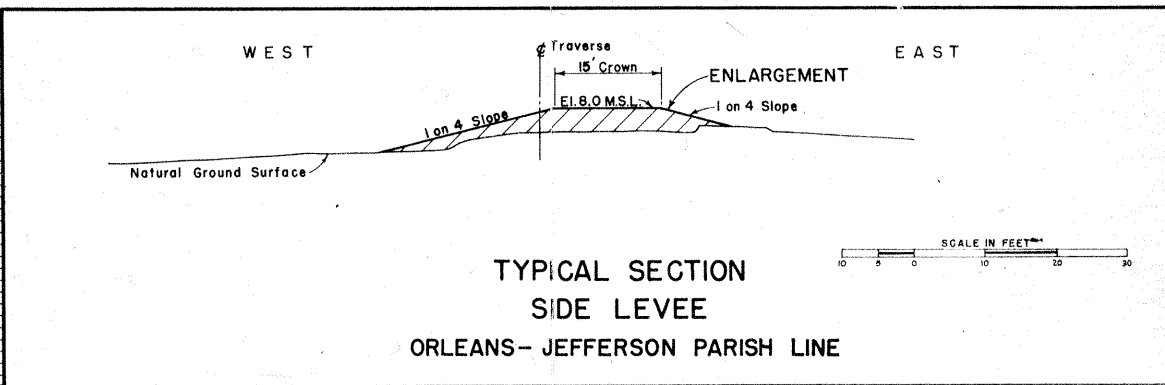 WEST
EAST
℄ Traverse
15' Crown
ENLARGEMENT
El. 8.0 M.S.L.
1 on 4 Slope
1 on 4 Slope
Natural Ground Surface
SCALE IN FEET
10 5 0 10 20 30
TYPICAL SECTION
SIDE LEVEE
ORLEANS-JEFFERSON PARISH LINE